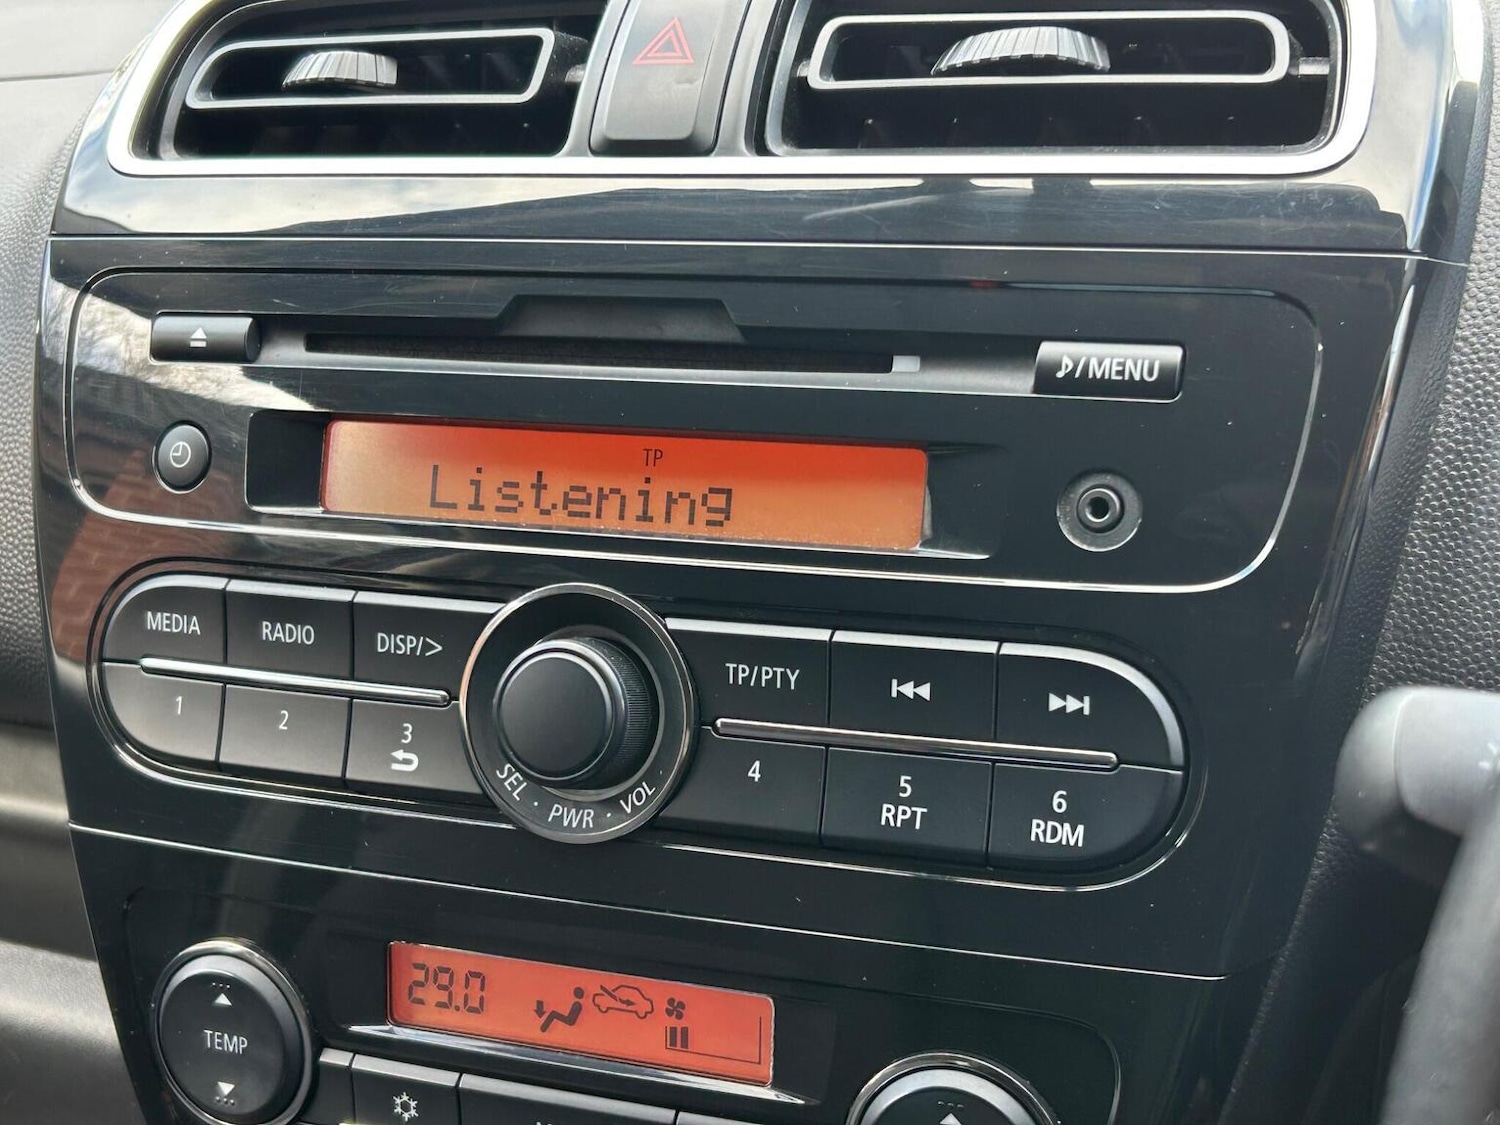 ♪/MENU
TP
Listening
MEDIA
RADIO
DISP/>
TP/PTY
1
2
3
4
5
RPT
6
RDM
SEL · PWR · VOL
29.0
TEMP